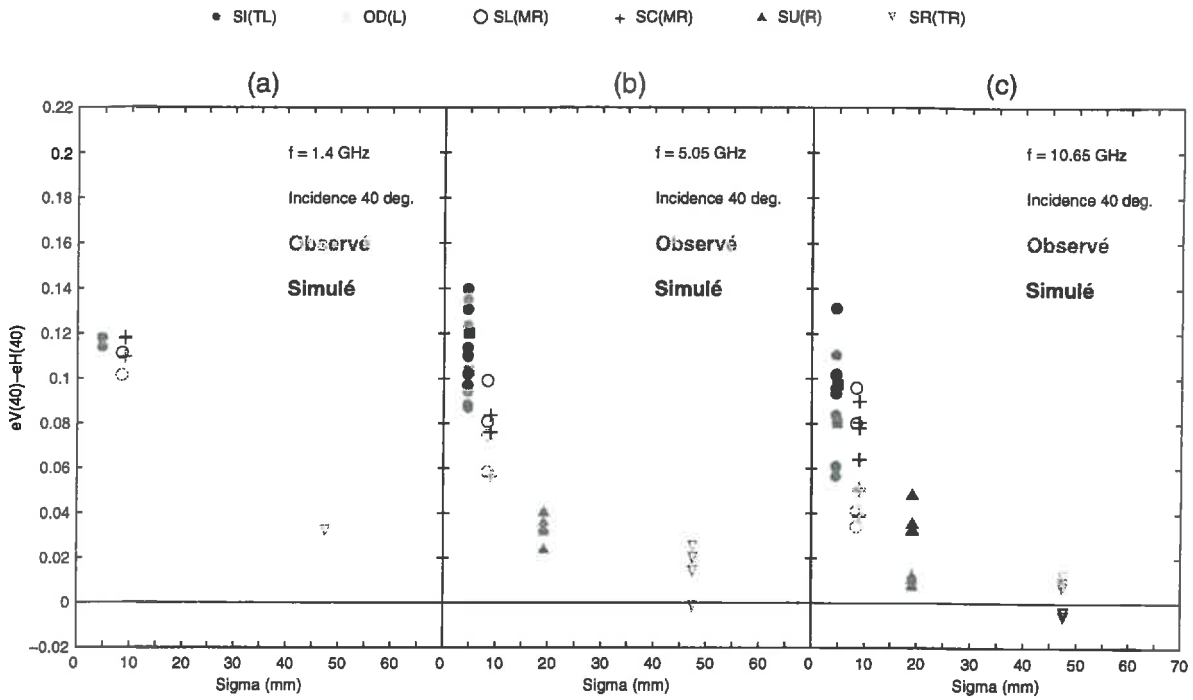 SI(TL) OD(L) SL(MR) SC(MR) SU(R) SR(TR)
(a) (b) (c)
0.22
0.2
0.18
0.16
0.14
0.12
0.1
0.08
0.06
0.04
0.02
0
−0.02
eV(40)−eH(40)
f = 1.4 GHz
Incidence 40 deg.
Observé
Simulé
f = 5.05 GHz
Incidence 40 deg.
Observé
Simulé
f = 10.65 GHz
Incidence 40 deg.
Observé
Simulé
0 10 20 30 40 50 60 0 10 20 30 40 50 60 0 10 20 30 40 50 60 70
Sigma (mm) Sigma (mm) Sigma (mm)